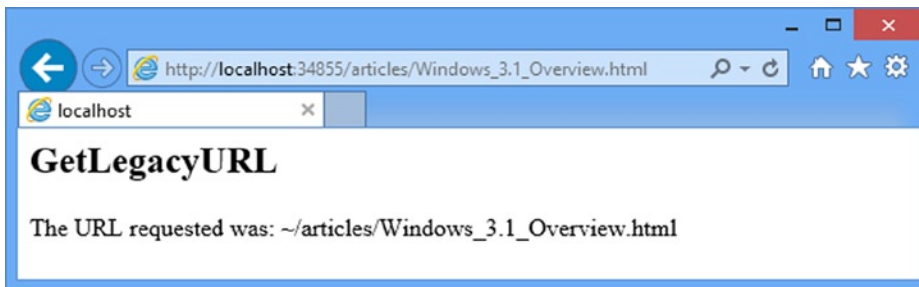 http://localhost:34855/articles/Windows_3.1_Overview.html
localhost
GetLegacyURL
The URL requested was: ~/articles/Windows_3.1_Overview.html